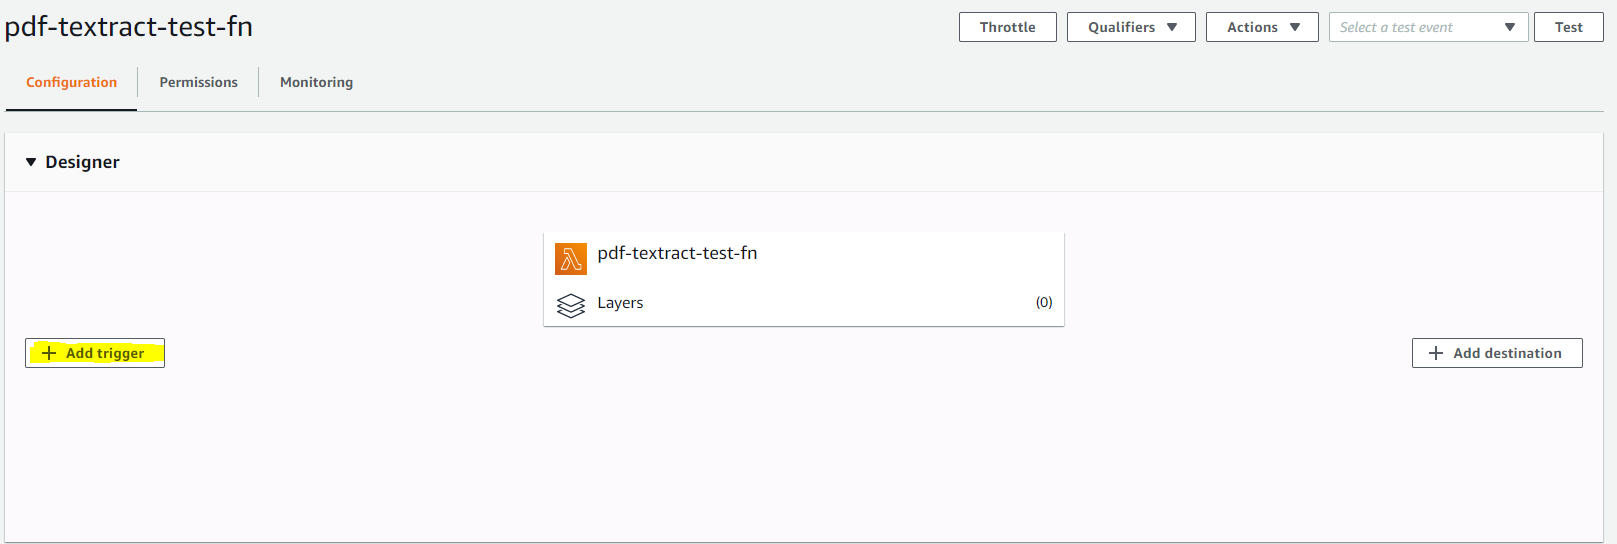 pdf-textract-test-fn
Throttle Qualifiers Actions Select a test event Test
Configuration Permissions Monitoring
Designer
pdf-textract-test-fn
Layers (0)
Add trigger Add destination